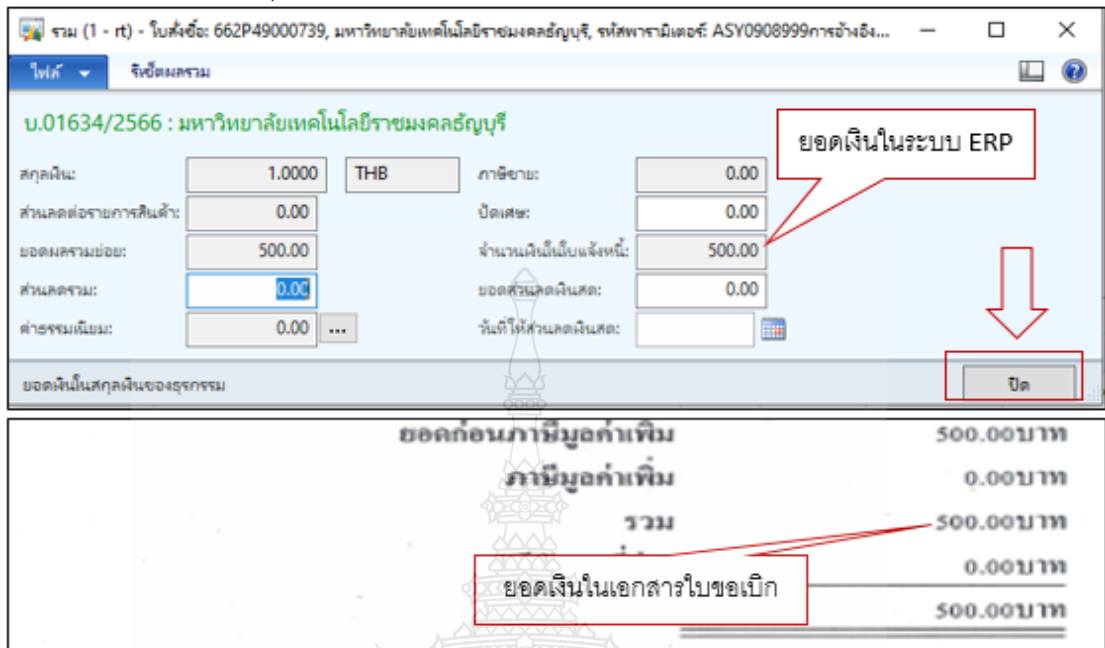 รวม (1 - rt) - ใบสั่งซื้อ: 662P49000739, มหาวิทยาลัยเทคโนโลยีราชมงคลธัญบุรี, รหัสพารามิเตอร์: ASY0908999การอ้างอิง...
ไฟล์ รีเซ็ตผลรวม
บ.01634/2566 : มหาวิทยาลัยเทคโนโลยีราชมงคลธัญบุรี
ยอดเงินในระบบ ERP
สกุลเงิน: 1.0000 THB ภาษีขาย: 0.00
ส่วนลดต่อรายการสินค้า: 0.00 ปัดเศษ: 0.00
ยอดผลรวมย่อย: 500.00 จำนวนเงินในใบแจ้งหนี้: 500.00
ส่วนลดรวม: 0.00 ยอดส่วนลดเงินสด: 0.00
ค่าธรรมเนียม: 0.00 ... วันที่ให้ส่วนลดเงินสด:
ยอดเงินในสกุลเงินของธุรกรรม ปิด
ยอดก่อนภาษีมูลค่าเพิ่ม 500.00บาท
ภาษีมูลค่าเพิ่ม 0.00บาท
รวม 500.00บาท
0.00บาท
ยอดเงินในเอกสารใบขอเบิก
500.00บาท